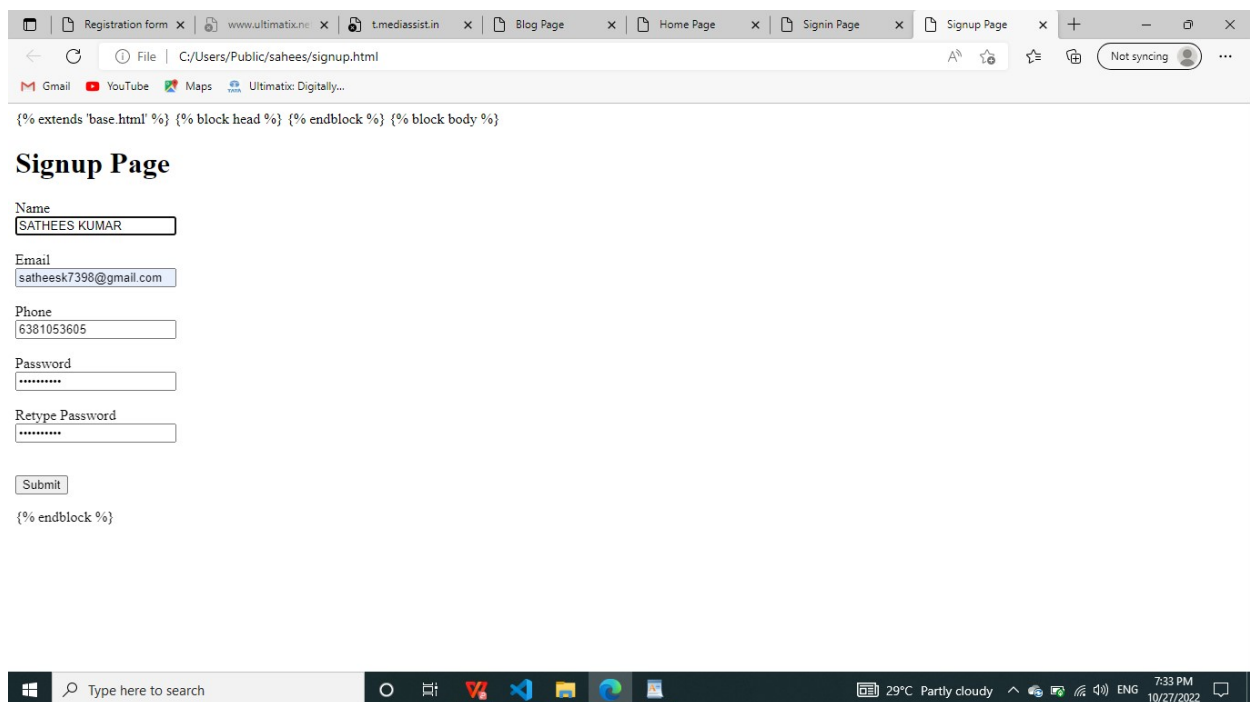 Registration form
www.ultimatix.ne
t.mediassist.in
Blog Page
Home Page
Signin Page
Signup Page
File
C:/Users/Public/sahees/signup.html
Not syncing
Gmail
YouTube
Maps
Ultimatix: Digitally...
{% extends 'base.html' %} {% block head %} {% endblock %} {% block body %}
Signup Page
Name
SATHEES KUMAR
Email
satheesk7398@gmail.com
Phone
6381053605
Password
••••••••••
Retype Password
••••••••••
Submit
{% endblock %}
Type here to search
29°C Partly cloudy
ENG
7:33 PM
10/27/2022